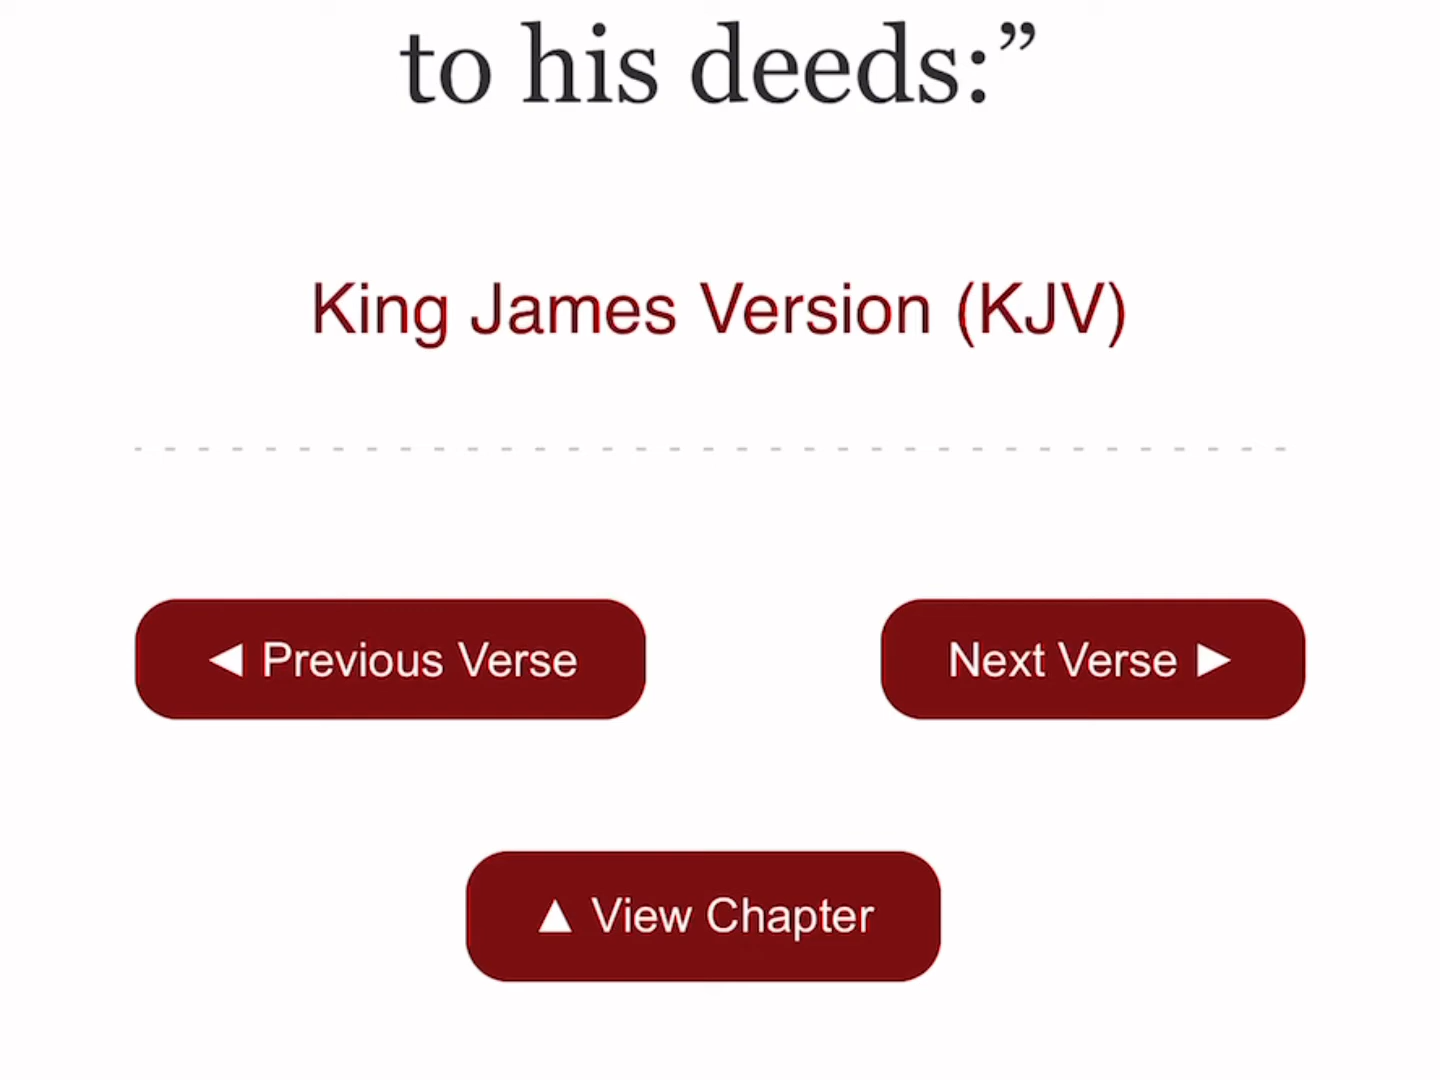 to his deeds:”
King James Version (KJV)
◄ Previous Verse
Next Verse ►
▲ View Chapter